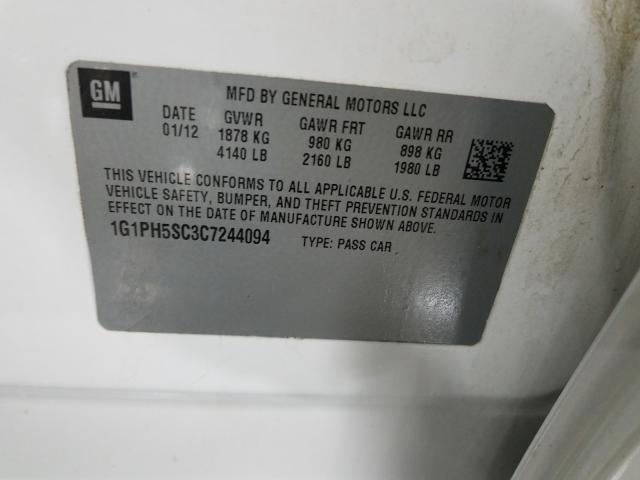 GM
MFD BY GENERAL MOTORS LLC
DATE GVWR GAWR FRT GAWR RR
01/12 1878 KG 980 KG 898 KG
4140 LB 2160 LB 1980 LB
THIS VEHICLE CONFORMS TO ALL APPLICABLE U.S. FEDERAL MOTOR
VEHICLE SAFETY, BUMPER, AND THEFT PREVENTION STANDARDS IN
EFFECT ON THE DATE OF MANUFACTURE SHOWN ABOVE.
1G1PH5SC3C7244094 TYPE: PASS CAR